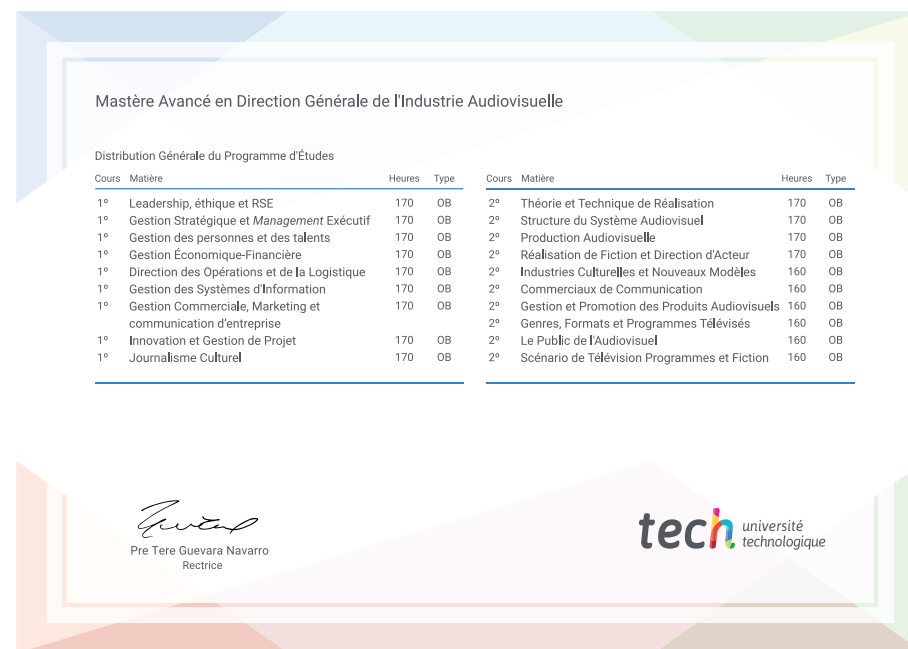 Mastère Avancé en Direction Générale de l'Industrie Audiovisuelle
Distribution Générale du Programme d'Études
Cours Matière Heures Type
1º Leadership, éthique et RSE 170 OB
1º Gestion Stratégique et Management Exécutif 170 OB
1º Gestion des personnes et des talents 170 OB
1º Gestion Économique-Financière 170 OB
1º Direction des Opérations et de la Logistique 170 OB
1º Gestion des Systèmes d'Information 170 OB
1º Gestion Commerciale, Marketing et 170 OB
communication d'entreprise
1º Innovation et Gestion de Projet 170 OB
1º Journalisme Culturel 170 OB
Cours Matière Heures Type
2º Théorie et Technique de Réalisation 170 OB
2º Structure du Système Audiovisuel 170 OB
2º Production Audiovisuelle 170 OB
2º Réalisation de Fiction et Direction d'Acteur 170 OB
2º Industries Culturelles et Nouveaux Modèles 160 OB
2º Commerciaux de Communication 160 OB
2º Gestion et Promotion des Produits Audiovisuels 160 OB
2º Genres, Formats et Programmes Télévisés 160 OB
2º Le Public de l'Audiovisuel 160 OB
2º Scénario de Télévision Programmes et Fiction 160 OB
Pre Tere Guevara Navarro
Rectrice
tech université
technologique